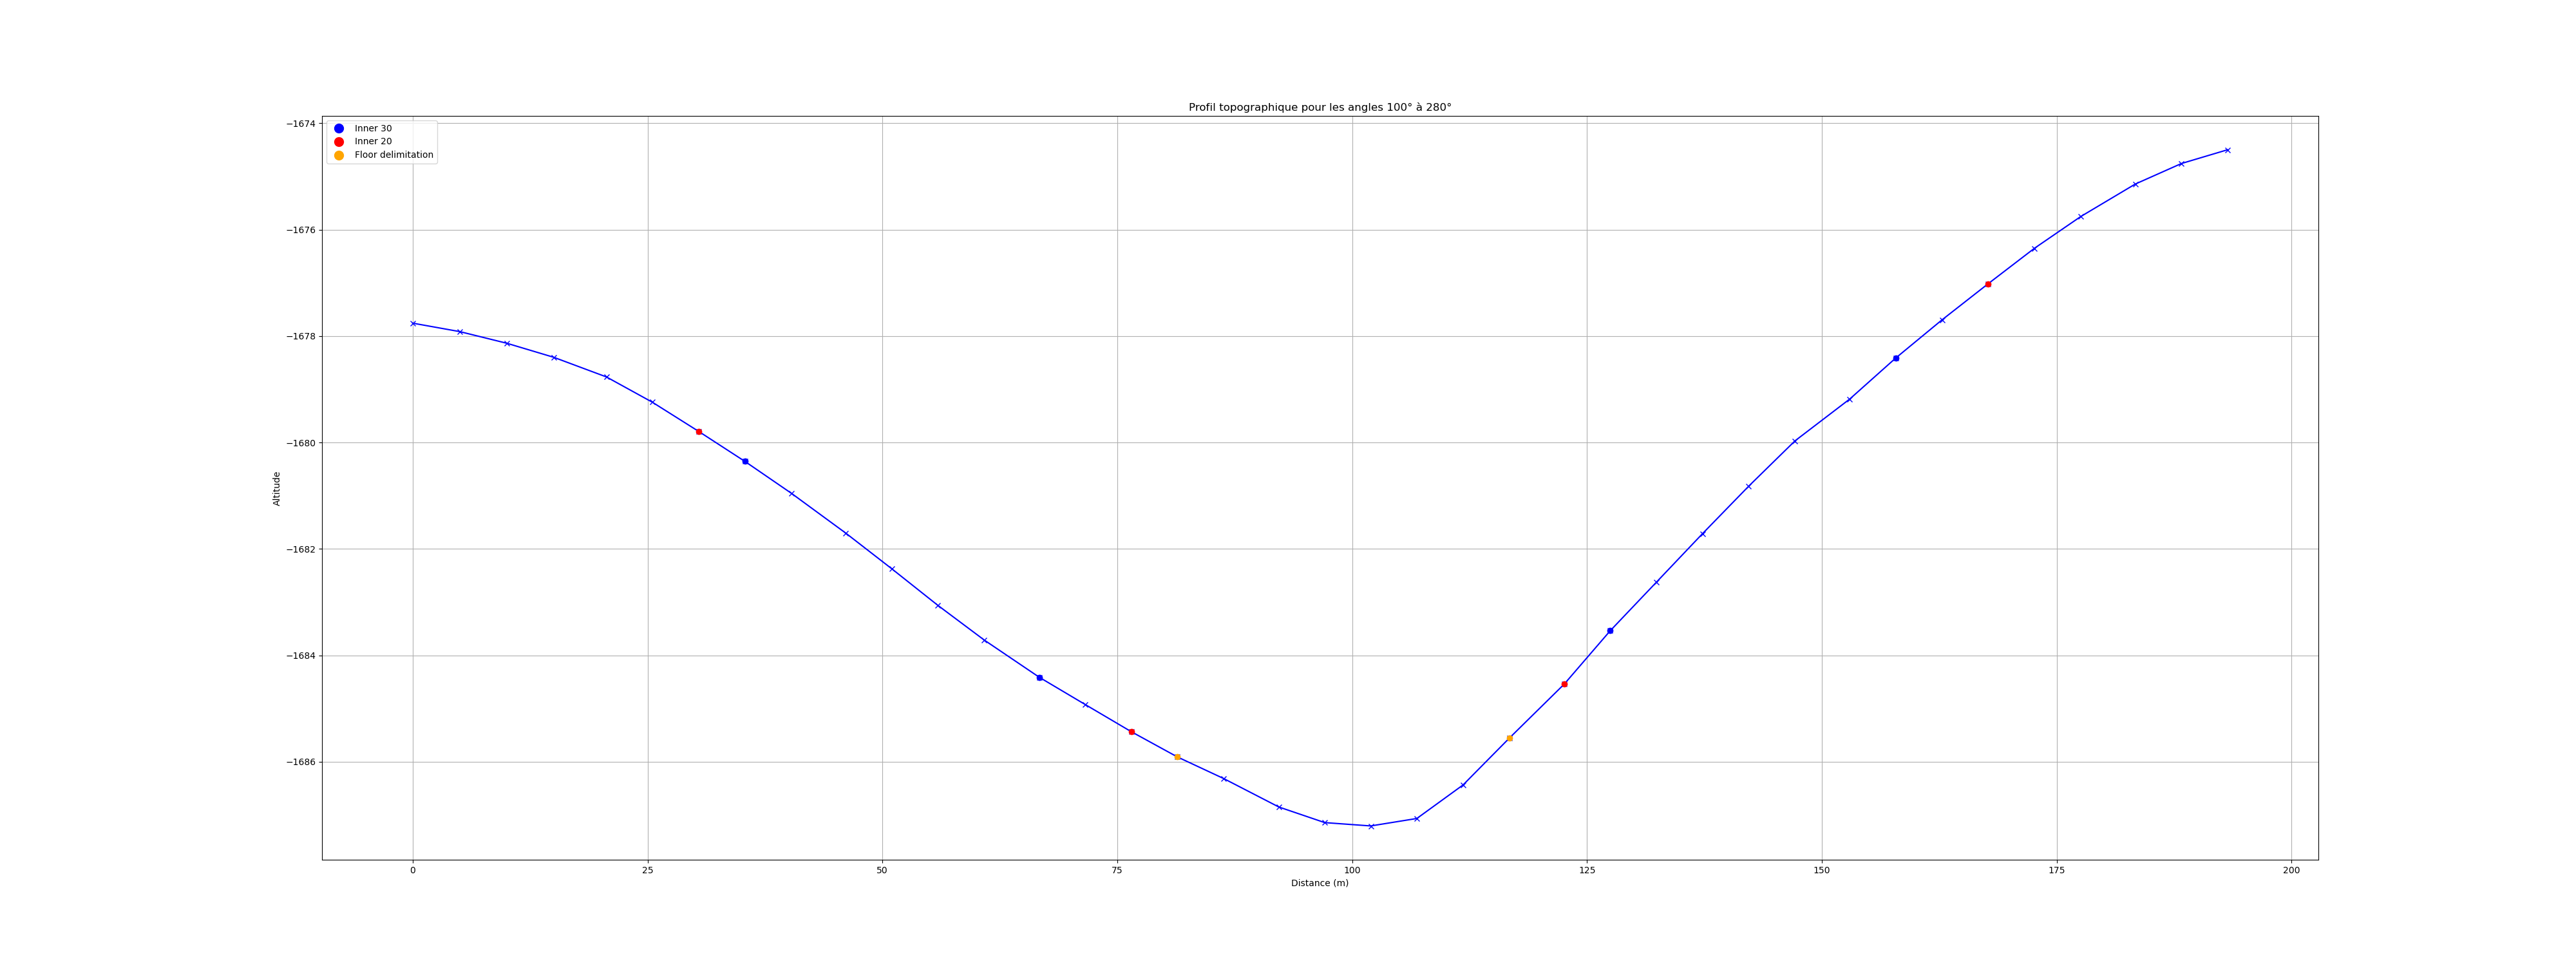 Profil topographique pour les angles 100° à 280°
Inner 30
Inner 20
Floor delimitation
−1674
−1676
−1678
−1680
−1682
−1684
−1686
Altitude
0 25 50 75 100 125 150 175 200
Distance (m)